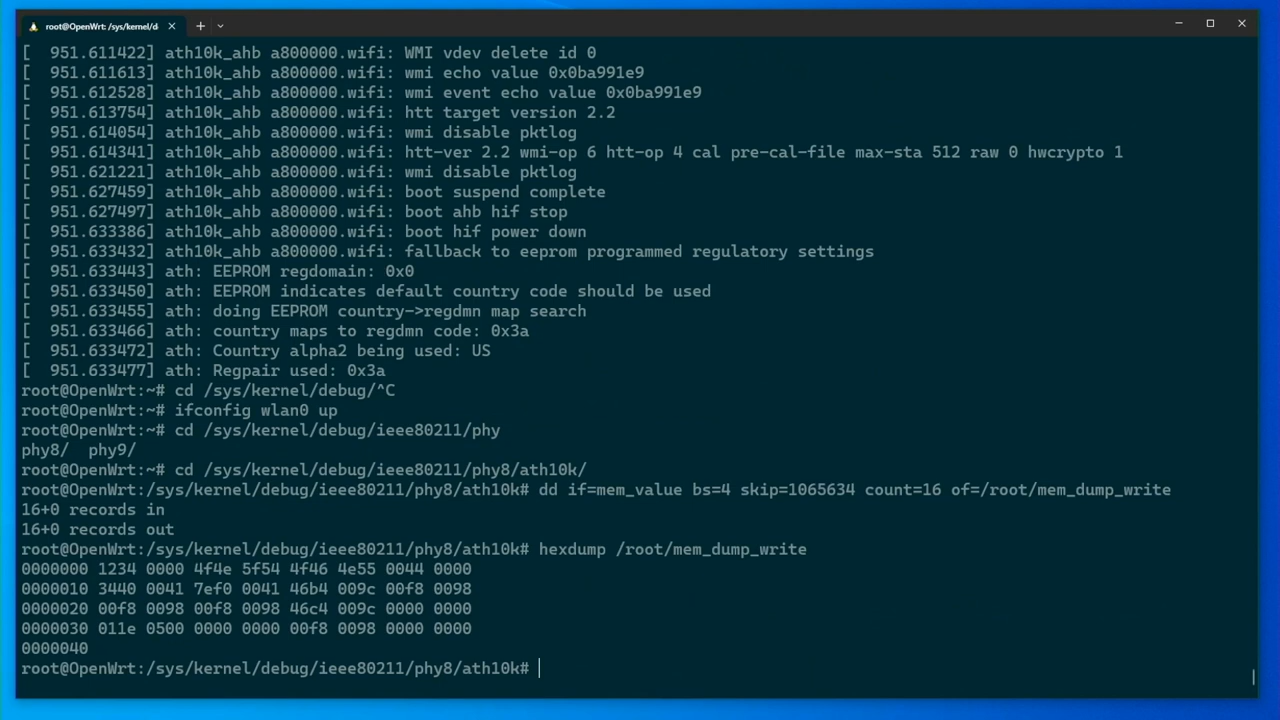 root@OpenWrt: /sys/kernel/d
[   951.611422] ath10k_ahb a800000.wifi: WMI vdev delete id 0
[   951.611613] ath10k_ahb a800000.wifi: wmi echo value 0x0ba991e9
[   951.612528] ath10k_ahb a800000.wifi: wmi event echo value 0x0ba991e9
[   951.613754] ath10k_ahb a800000.wifi: htt target version 2.2
[   951.614054] ath10k_ahb a800000.wifi: wmi disable pktlog
[   951.614341] ath10k_ahb a800000.wifi: htt-ver 2.2 wmi-op 6 htt-op 4 cal pre-cal-file max-sta 512 raw 0 hwcrypto 1
[   951.621221] ath10k_ahb a800000.wifi: wmi disable pktlog
[   951.627459] ath10k_ahb a800000.wifi: boot suspend complete
[   951.627497] ath10k_ahb a800000.wifi: boot ahb hif stop
[   951.633386] ath10k_ahb a800000.wifi: boot hif power down
[   951.633432] ath10k_ahb a800000.wifi: fallback to eeprom programmed regulatory settings
[   951.633443] ath: EEPROM regdomain: 0x0
[   951.633450] ath: EEPROM indicates default country code should be used
[   951.633455] ath: doing EEPROM country->regdmn map search
[   951.633466] ath: country maps to regdmn code: 0x3a
[   951.633472] ath: Country alpha2 being used: US
[   951.633477] ath: Regpair used: 0x3a
root@OpenWrt:~# cd /sys/kernel/debug/^C
root@OpenWrt:~# ifconfig wlan0 up
root@OpenWrt:~# cd /sys/kernel/debug/ieee80211/phy
phy8/  phy9/
root@OpenWrt:~# cd /sys/kernel/debug/ieee80211/phy8/ath10k/
root@OpenWrt:/sys/kernel/debug/ieee80211/phy8/ath10k# dd if=mem_value bs=4 skip=1065634 count=16 of=/root/mem_dump_write
16+0 records in
16+0 records out
root@OpenWrt:/sys/kernel/debug/ieee80211/phy8/ath10k# hexdump /root/mem_dump_write
0000000 1234 0000 4f4e 5f54 4f46 4e55 0044 0000
0000010 3440 0041 7ef0 0041 46b4 009c 00f8 0098
0000020 00f8 0098 00f8 0098 46c4 009c 0000 0000
0000030 011e 0500 0000 0000 00f8 0098 0000 0000
0000040
root@OpenWrt:/sys/kernel/debug/ieee80211/phy8/ath10k#